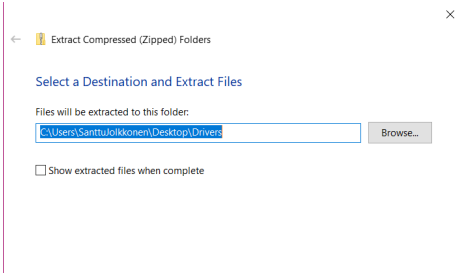 Extract Compressed (Zipped) Folders
Select a Destination and Extract Files
Files will be extracted to this folder:
C:\Users\SanttuJolkkonen\Desktop\Drivers
Browse...
Show extracted files when complete